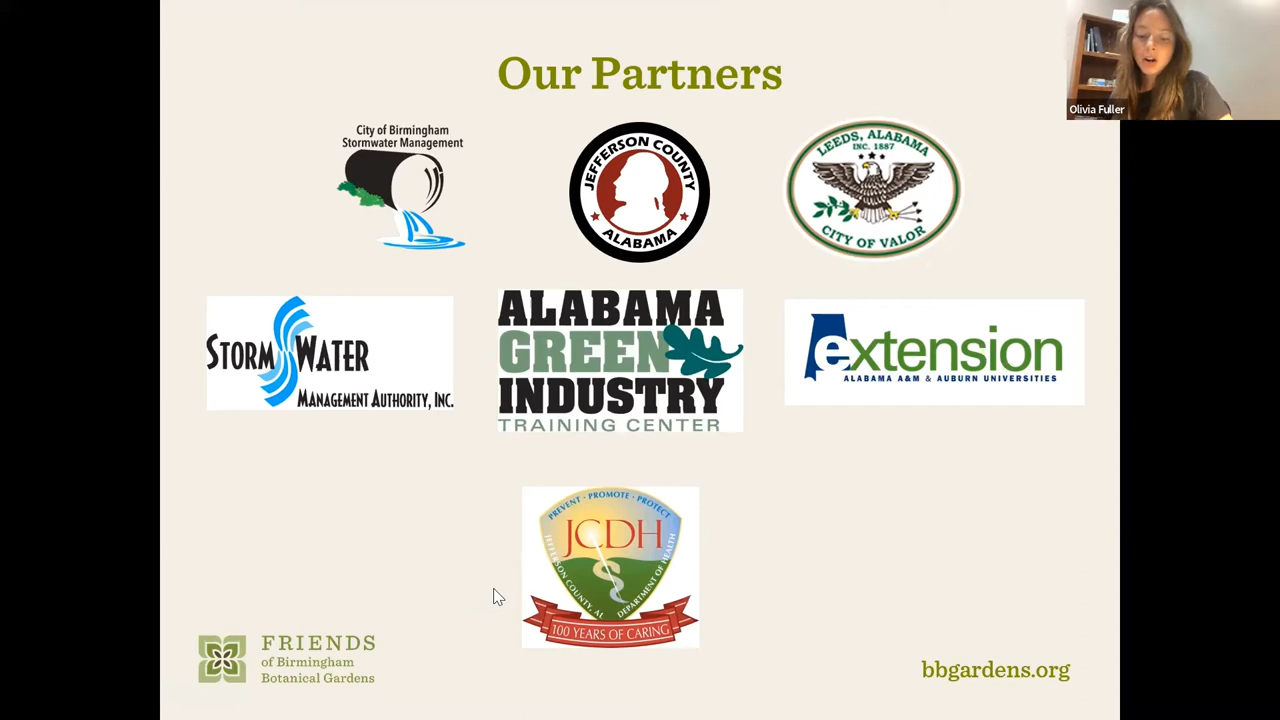 Our Partners
Olivia Fuller
City of Birmingham
Stormwater Management
JEFFERSON COUNTY
ALABAMA
LEEDS, ALABAMA
INC. 1887
CITY OF VALOR
STORM WATER
MANAGEMENT AUTHORITY, INC.
ALABAMA
GREEN
INDUSTRY
TRAINING CENTER
extension
ALABAMA A&M & AUBURN UNIVERSITIES
PREVENT · PROMOTE · PROTECT
JCDH
JEFFERSON COUNTY, AL
DEPARTMENT OF HEALTH
100 YEARS OF CARING
FRIENDS
of Birmingham
Botanical Gardens
bbgardens.org